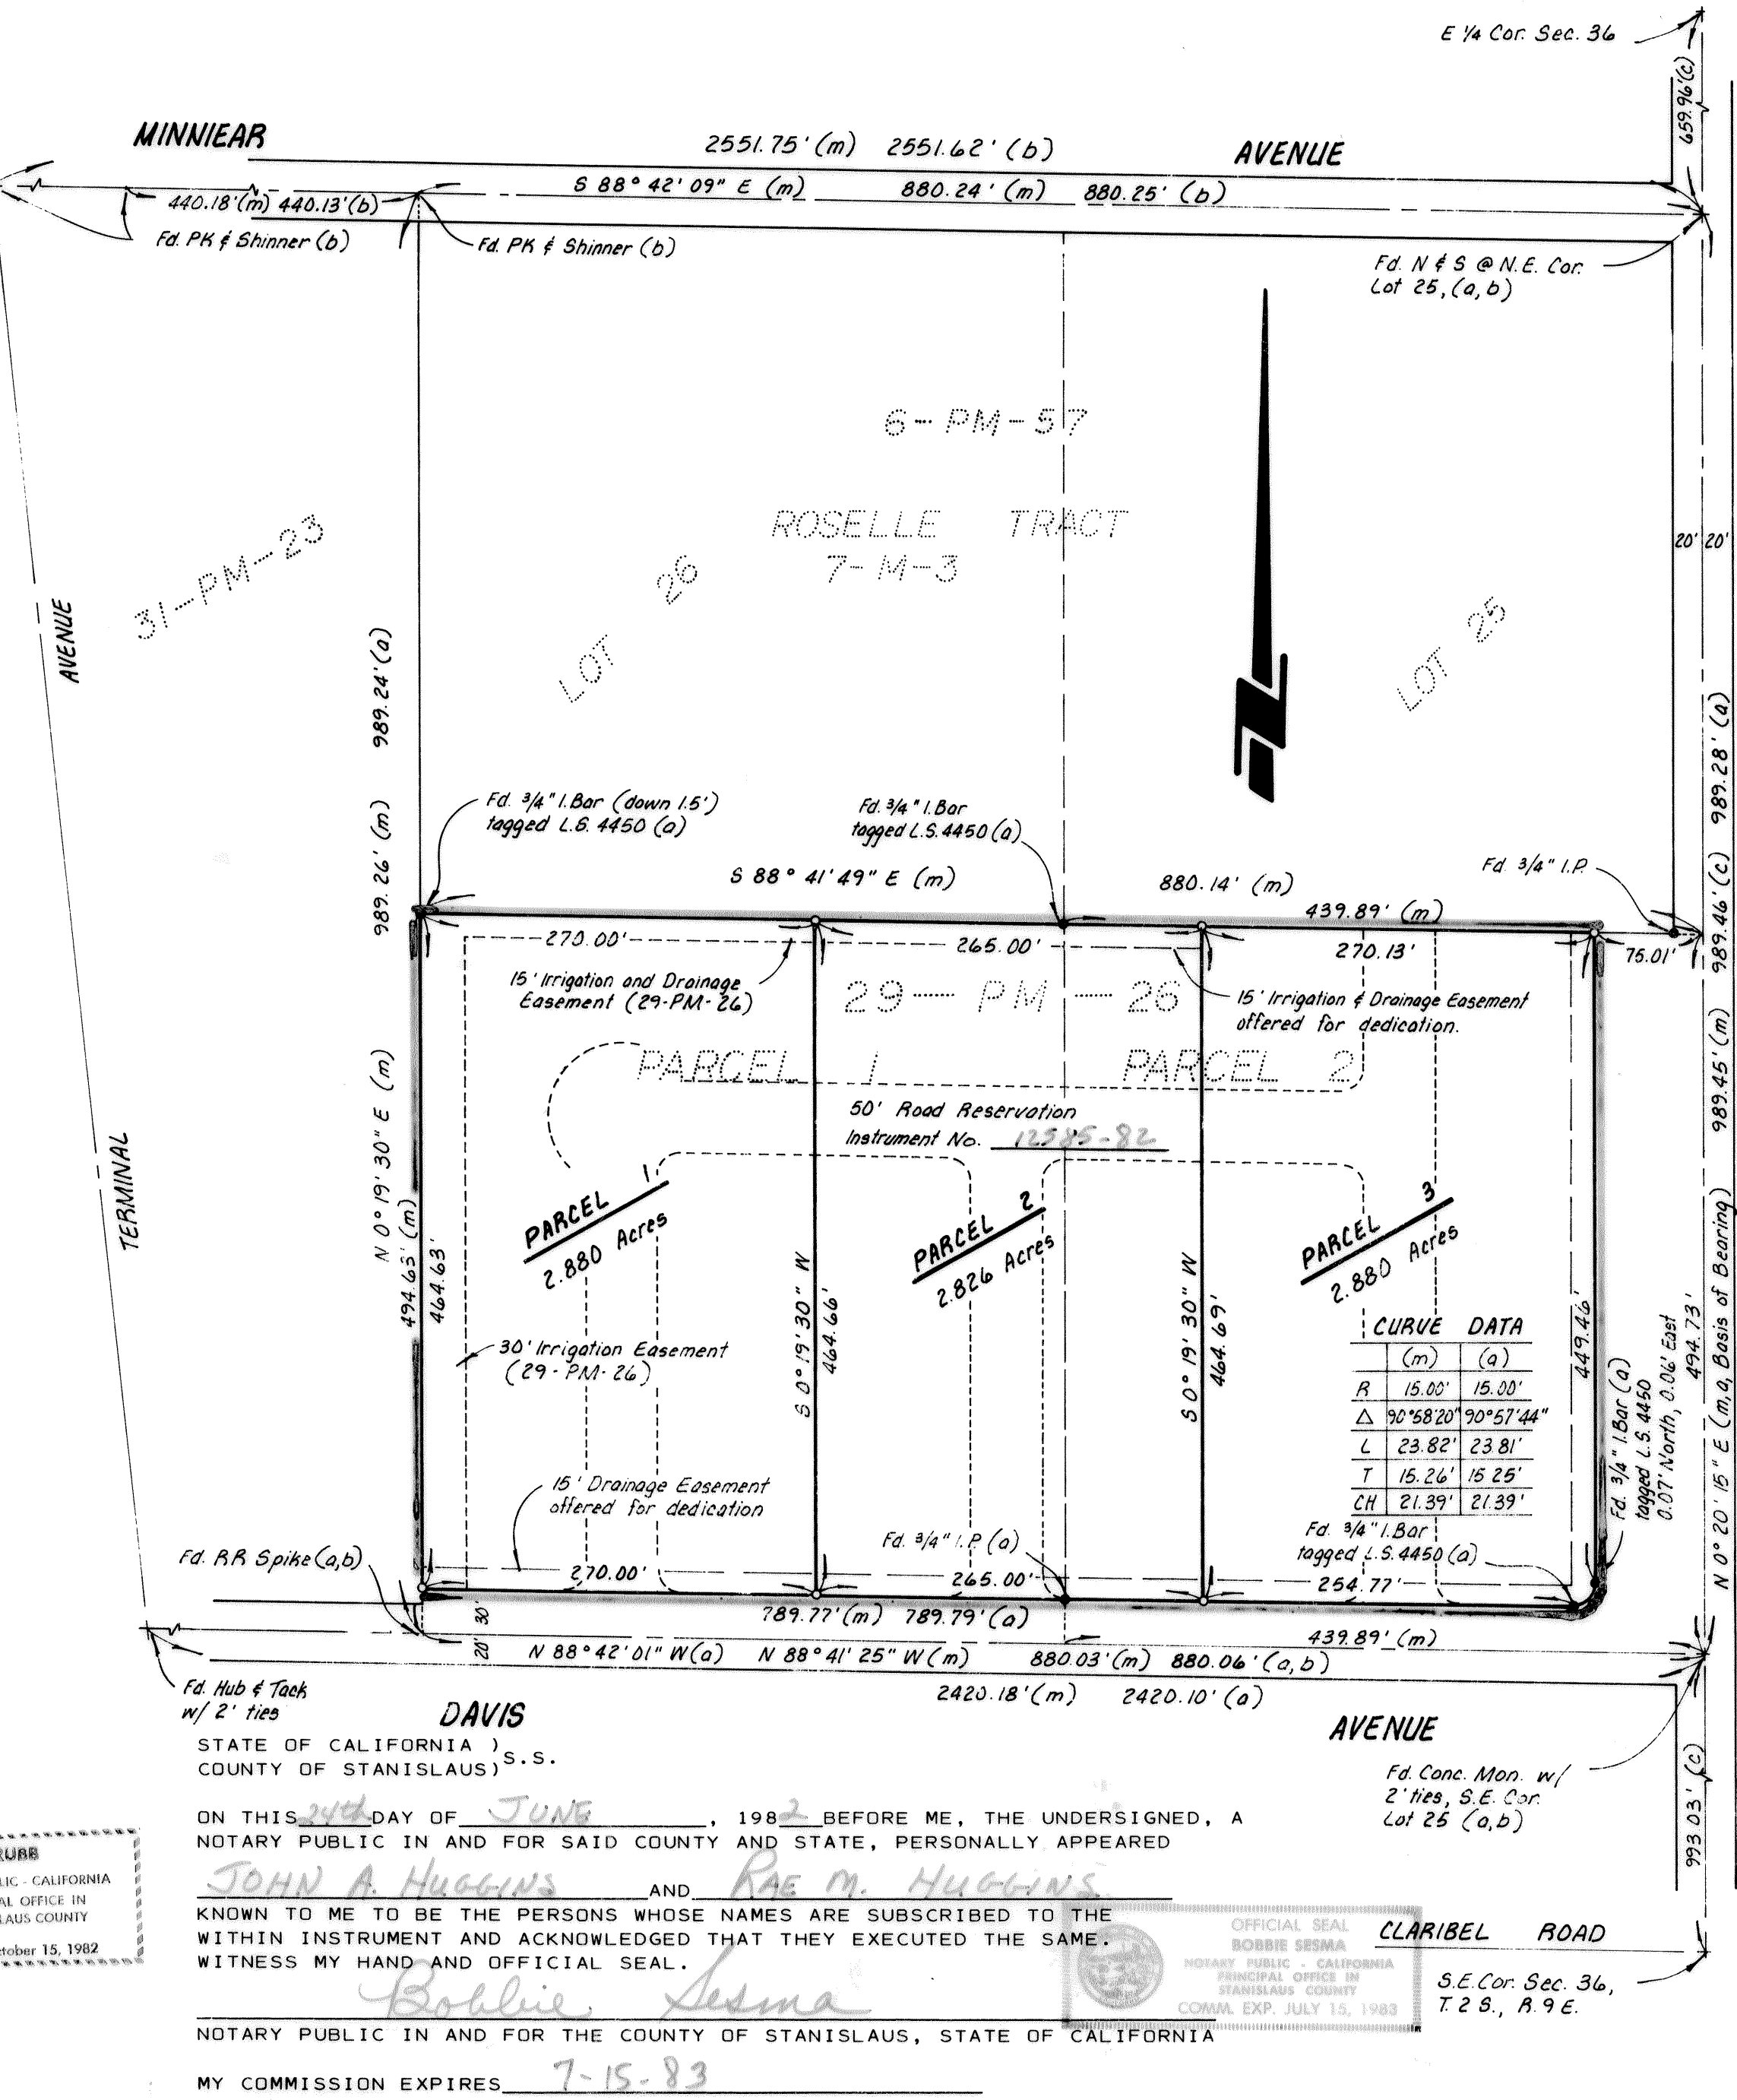 E 1/4 Cor. Sec. 36
659.96'(c)
MINNIEAR
2551.75' (m) 2551.62' (b)
AVENUE
S 88° 42' 09" E (m) 880.24' (m) 880.25' (b)
440.18'(m) 440.13'(b)
Fd. PK & Shinner (b)
Fd. PK & Shinner (b)
Fd. N & S @ N.E. Cor.
Lot 25, (a,b)
6-PM-57
ROSELLE TRACT
7-M-3
31-PM-23
LOT 26
LOT 25
20' 20'
AVENUE
TERMINAL
989.26' (m) 989.24' (a)
989.45' (m) 989.46' (c) 989.28' (a)
Fd. 3/4" I.Bar (down 1.5')
tagged L.S. 4450 (a)
Fd. 3/4" I.Bar
tagged L.S. 4450 (a)
Fd. 3/4" I.P.
S 88° 41' 49" E (m)
880.14' (m)
439.89' (m)
270.00'
265.00'
270.13'
75.01'
15' Irrigation and Drainage
Easement (29-PM-26)
29-PM-26
15' Irrigation & Drainage Easement
offered for dedication.
PARCEL 1
PARCEL 2
50' Road Reservation
Instrument No. 12585-82
N 0° 19' 30" E (m)
494.63' (m)
464.63'
PARCEL 1
2.880 Acres
PARCEL 2
2.826 Acres
PARCEL 3
2.880 Acres
S 0° 19' 30" W
464.66'
S 0° 19' 30" W
464.69'
449.46'
494.73'
N 0° 20' 15" E (m,a, Basis of Bearing)
Fd. 3/4" I.Bar (a)
tagged L.S. 4450
0.07' North, 0.06' East
30' Irrigation Easement
(29-PM-26)
CURVE DATA
(m) (a)
R 15.00' 15.00'
Δ 90°58'20" 90°57'44"
L 23.82' 23.81'
T 15.26' 15.25'
CH 21.39' 21.39'
15' Drainage Easement
offered for dedication
Fd. 3/4" I.P. (a)
Fd. 3/4" I.Bar
tagged L.S. 4450 (a)
Fd. RR Spike (a,b)
270.00'
265.00'
254.77'
20' 30'
789.77' (m) 789.79' (a)
439.89' (m)
N 88° 42' 01" W (a) N 88° 41' 25" W (m) 880.03' (m) 880.06' (a,b)
2420.18' (m) 2420.10' (a)
Fd. Hub & Tack
w/ 2' ties
DAVIS
AVENUE
Fd. Conc. Mon. w/
2' ties, S.E. Cor.
Lot 25 (a,b)
993.03' (c)
STATE OF CALIFORNIA )
COUNTY OF STANISLAUS) S.S.
ON THIS 24th DAY OF JUNE, 1982 BEFORE ME, THE UNDERSIGNED, A
NOTARY PUBLIC IN AND FOR SAID COUNTY AND STATE, PERSONALLY APPEARED
JOHN A. HUGGINS AND RAE M. HUGGINS
KNOWN TO ME TO BE THE PERSONS WHOSE NAMES ARE SUBSCRIBED TO THE
WITHIN INSTRUMENT AND ACKNOWLEDGED THAT THEY EXECUTED THE SAME.
WITNESS MY HAND AND OFFICIAL SEAL.
Bobbie Sesma
NOTARY PUBLIC IN AND FOR THE COUNTY OF STANISLAUS, STATE OF CALIFORNIA
MY COMMISSION EXPIRES 7-15-83
OFFICIAL SEAL
BOBBIE SESMA
NOTARY PUBLIC - CALIFORNIA
PRINCIPAL OFFICE IN
STANISLAUS COUNTY
COMM. EXP. JULY 15, 1983
CLARIBEL ROAD
S.E. Cor. Sec. 36,
T. 2 S., R. 9 E.
RUBB
LIC - CALIFORNIA
AL OFFICE IN
LAUS COUNTY
tober 15, 1982